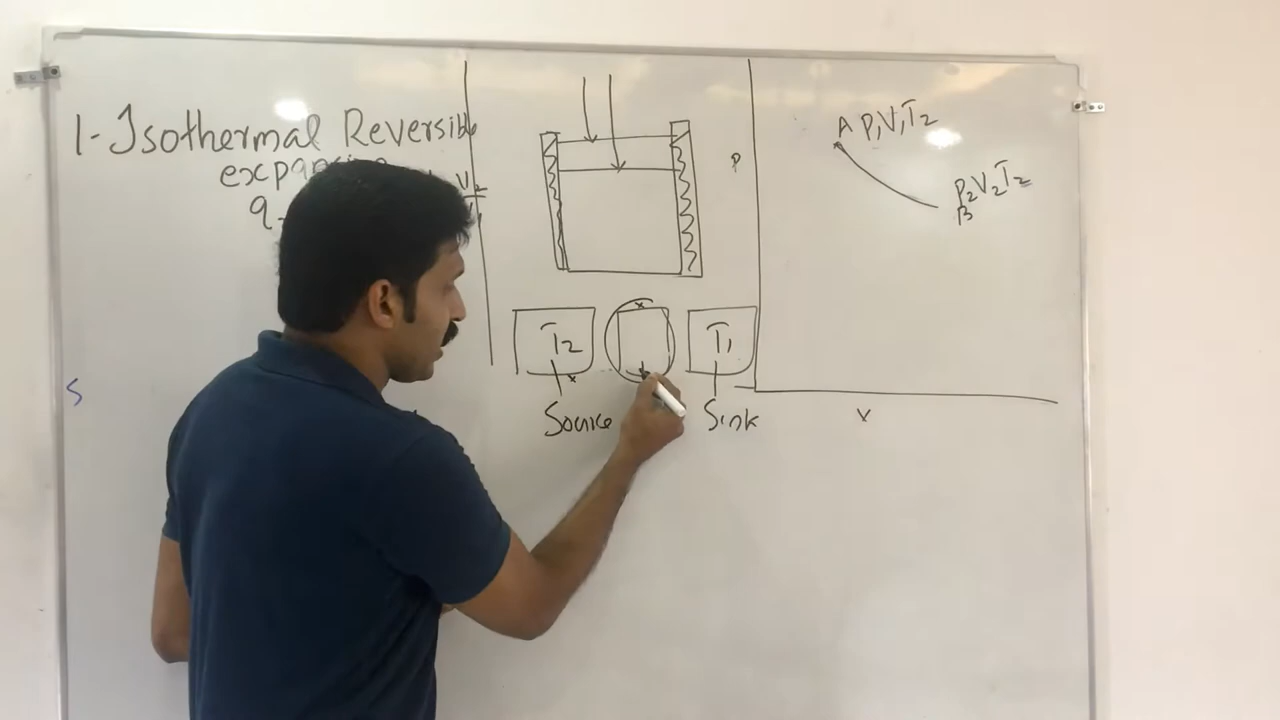 1- Isothermal Reversible
q
P
A P₁V₁T₂
P₂V₂T₂
B
T₂
T₁
Source
Sink
S